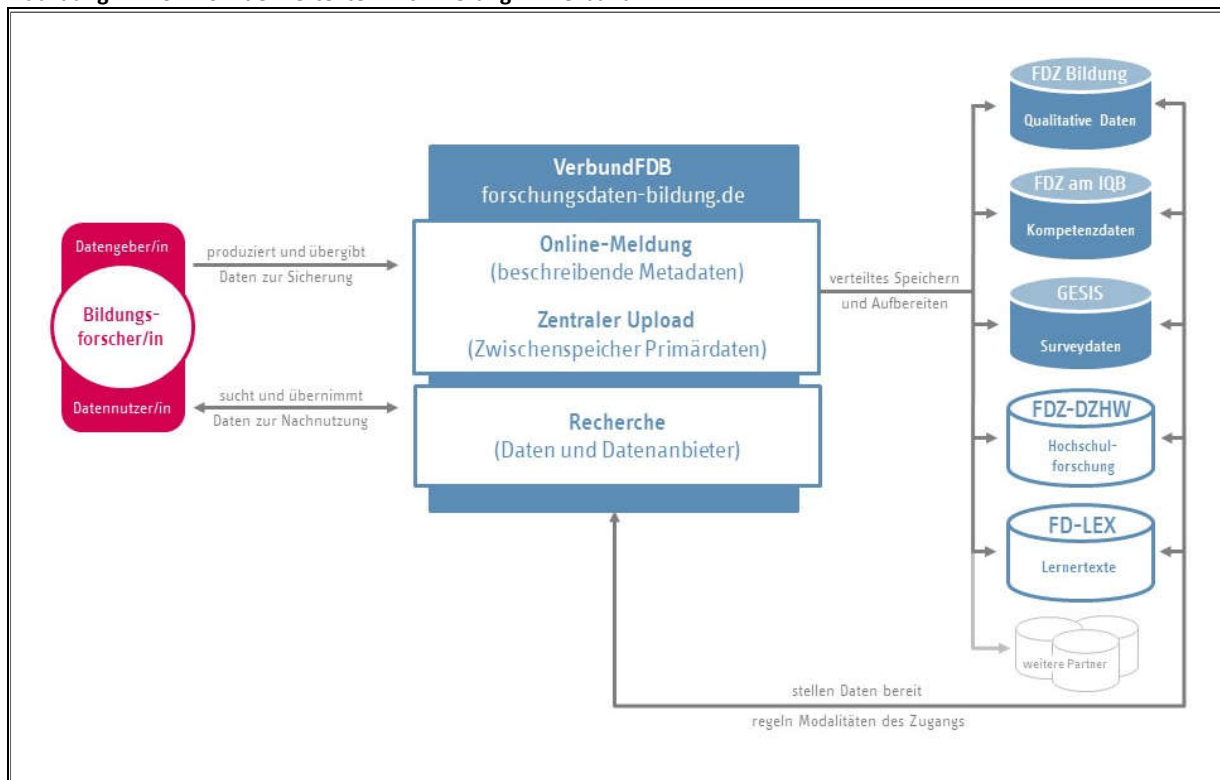 Datengeber/in
Bildungs-
forscher/in
Datennutzer/in
produziert und übergibt
Daten zur Sicherung
sucht und übernimmt
Daten zur Nachnutzung
VerbundFDB
forschungsdaten-bildung.de
Online-Meldung
(beschreibende Metadaten)
Zentraler Upload
(Zwischenspeicher Primärdaten)
Recherche
(Daten und Datenanbieter)
verteiltes Speichern
und Aufbereiten
FDZ Bildung
Qualitative Daten
FDZ am IQB
Kompetenzdaten
GESIS
Surveydaten
FDZ-DZHW
Hochschul-
forschung
FD-LEX
Lernertexte
weitere Partner
stellen Daten bereit
regeln Modalitäten des Zugangs